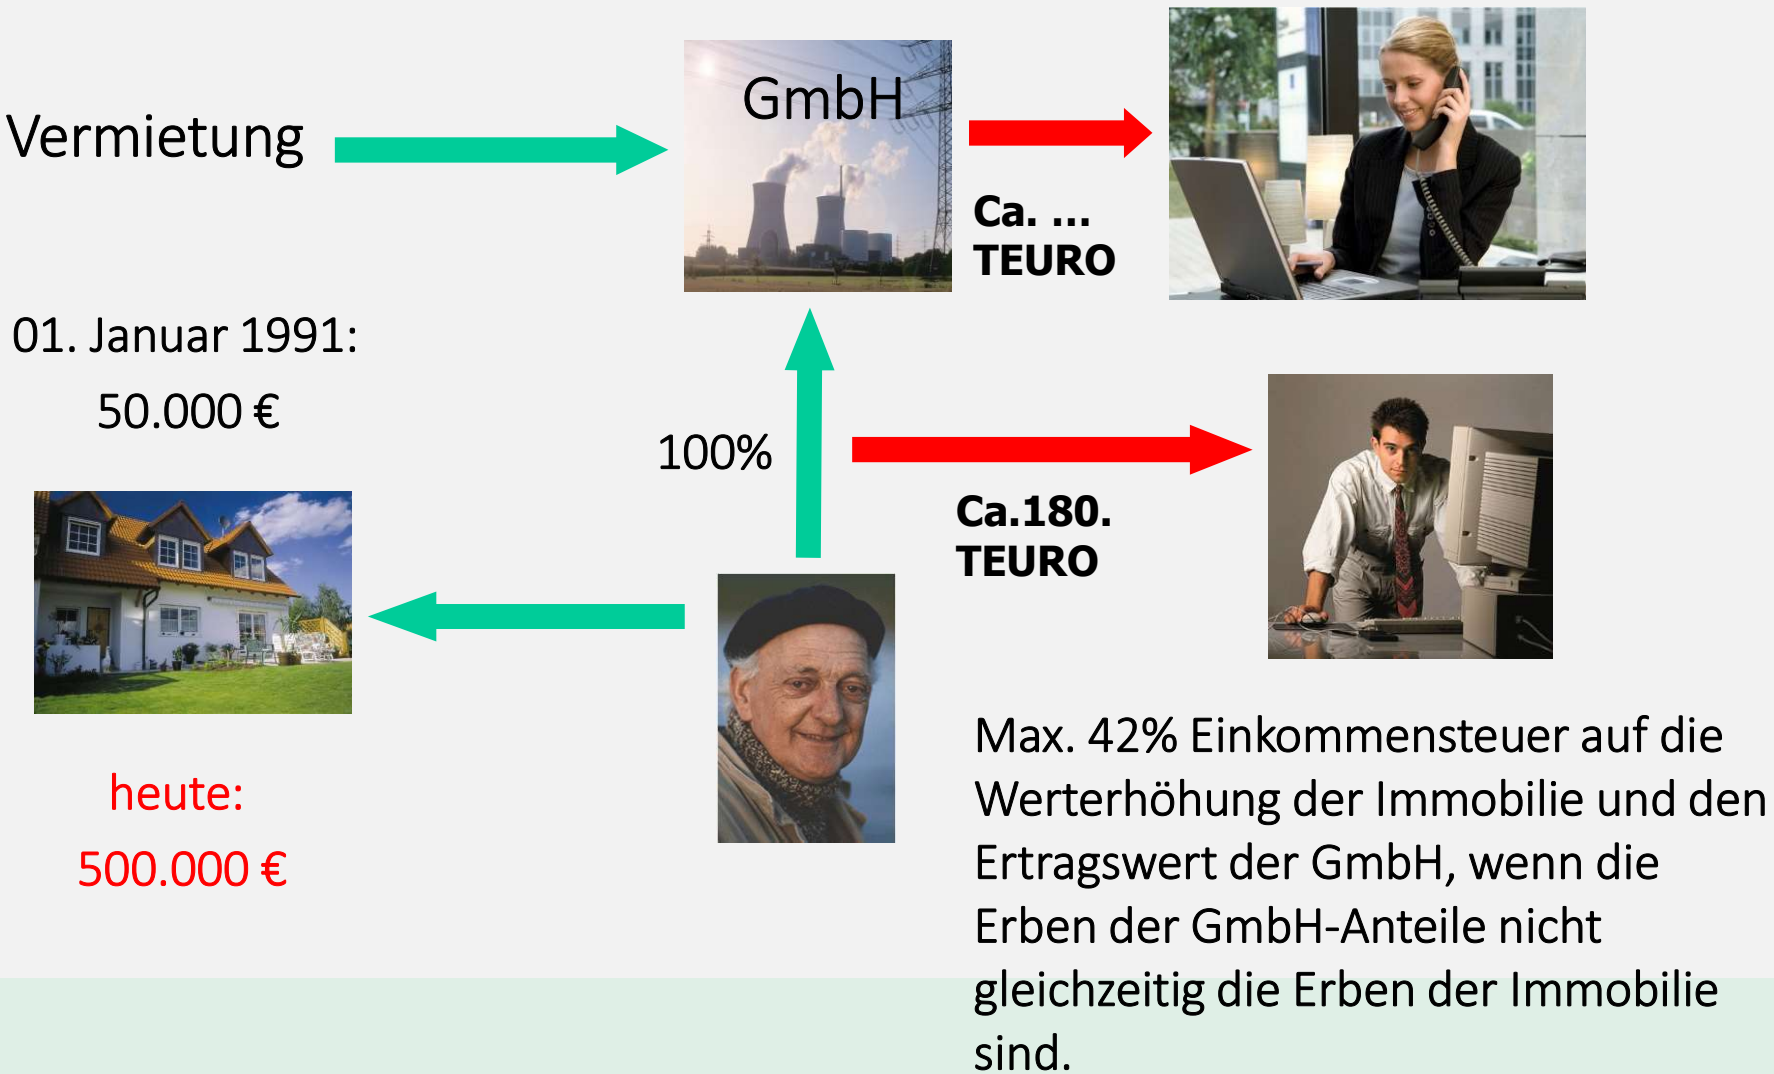 Vermietung
GmbH
Ca. ...
TEURO
01. Januar 1991:
50.000 €
100%
Ca.180.
TEURO
heute:
500.000 €
Max. 42% Einkommensteuer auf die
Werterhöhung der Immobilie und den
Ertragswert der GmbH, wenn die
Erben der GmbH-Anteile nicht
gleichzeitig die Erben der Immobilie
sind.